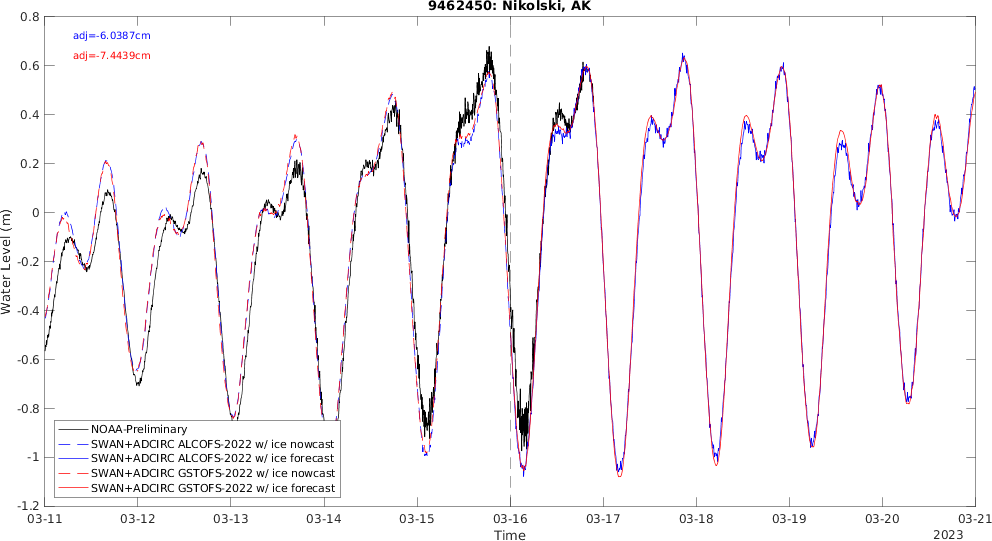 9462450: Nikolski, AK
adj=-6.0387cm
adj=-7.4439cm
Water Level (m)
0.8
0.6
0.4
0.2
0
-0.2
-0.4
-0.6
-0.8
-1
-1.2
NOAA-Preliminary
SWAN+ADCIRC ALCOFS-2022 w/ ice nowcast
SWAN+ADCIRC ALCOFS-2022 w/ ice forecast
SWAN+ADCIRC GSTOFS-2022 w/ ice nowcast
SWAN+ADCIRC GSTOFS-2022 w/ ice forecast
03-11 03-12 03-13 03-14 03-15 03-16 03-17 03-18 03-19 03-20 03-21
Time
2023